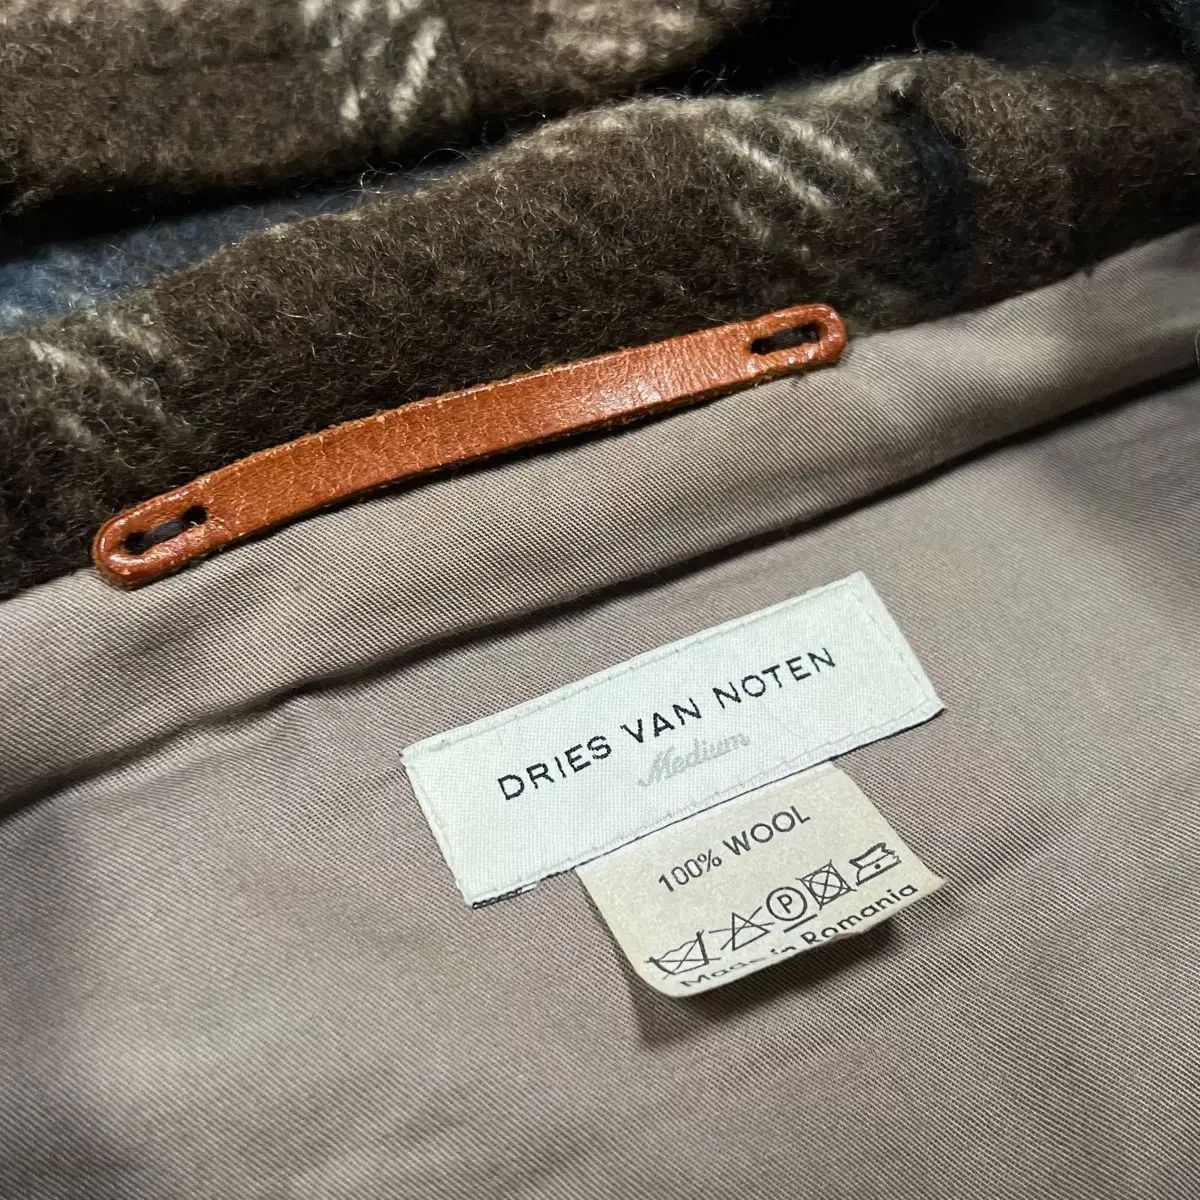 DRIES VAN NOTEN
Medium
100% WOOL
P
Made in Romania